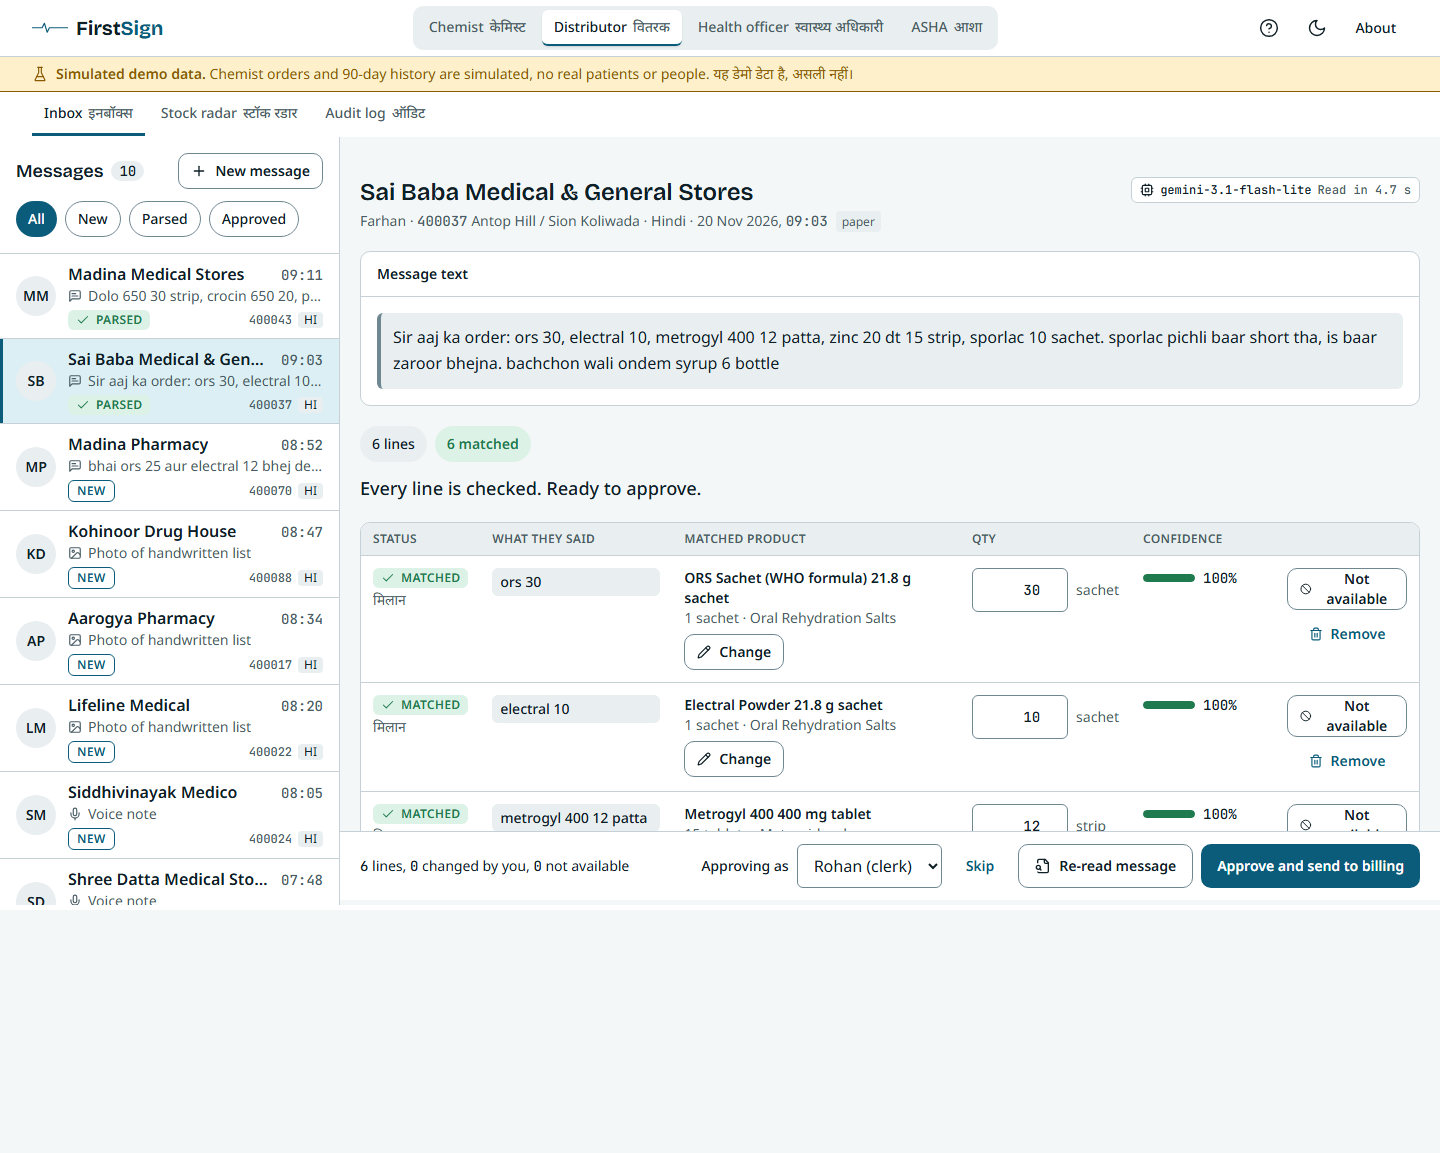 FirstSign
Chemist केमिस्ट
Distributor वितरक
Health officer स्वास्थ्य अधिकारी
ASHA आशा
About
Simulated demo data. Chemist orders and 90-day history are simulated, no real patients or people. यह डेमो डेटा है, असली नहीं।
Inbox इनबॉक्स
Stock radar स्टॉक रडार
Audit log ऑडिट
Messages 10
New message
All
New
Parsed
Approved
MM
Madina Medical Stores 09:11
Dolo 650 30 strip, crocin 650 20, p...
PARSED 400043 HI
SB
Sai Baba Medical & Gen... 09:03
Sir aaj ka order: ors 30, electral 10...
PARSED 400037 HI
MP
Madina Pharmacy 08:52
bhai ors 25 aur electral 12 bhej de...
NEW 400070 HI
KD
Kohinoor Drug House 08:47
Photo of handwritten list
NEW 400088 HI
AP
Aarogya Pharmacy 08:34
Photo of handwritten list
NEW 400017 HI
LM
Lifeline Medical 08:20
Photo of handwritten list
NEW 400022 HI
SM
Siddhivinayak Medico 08:05
Voice note
NEW 400024 HI
SD
Shree Datta Medical Sto... 07:48
Voice note
Sai Baba Medical & General Stores
gemini-3.1-flash-lite Read in 4.7 s
Farhan · 400037 Antop Hill / Sion Koliwada · Hindi · 20 Nov 2026, 09:03 paper
Message text
Sir aaj ka order: ors 30, electral 10, metrogyl 400 12 patta, zinc 20 dt 15 strip, sporlac 10 sachet. sporlac pichli baar short tha, is baar
zaroor bhejna. bachchon wali ondem syrup 6 bottle
6 lines
6 matched
Every line is checked. Ready to approve.
STATUS WHAT THEY SAID MATCHED PRODUCT QTY CONFIDENCE
MATCHED
मिलान
ors 30
ORS Sachet (WHO formula) 21.8 g
sachet
1 sachet · Oral Rehydration Salts
Change
30 sachet
100%
Not
available
Remove
MATCHED
मिलान
electral 10
Electral Powder 21.8 g sachet
1 sachet · Oral Rehydration Salts
Change
10 sachet
100%
Not
available
Remove
MATCHED
metrogyl 400 12 patta
Metrogyl 400 400 mg tablet
12 strip
100%
Not
6 lines, 0 changed by you, 0 not available
Approving as
Rohan (clerk)
Skip
Re-read message
Approve and send to billing